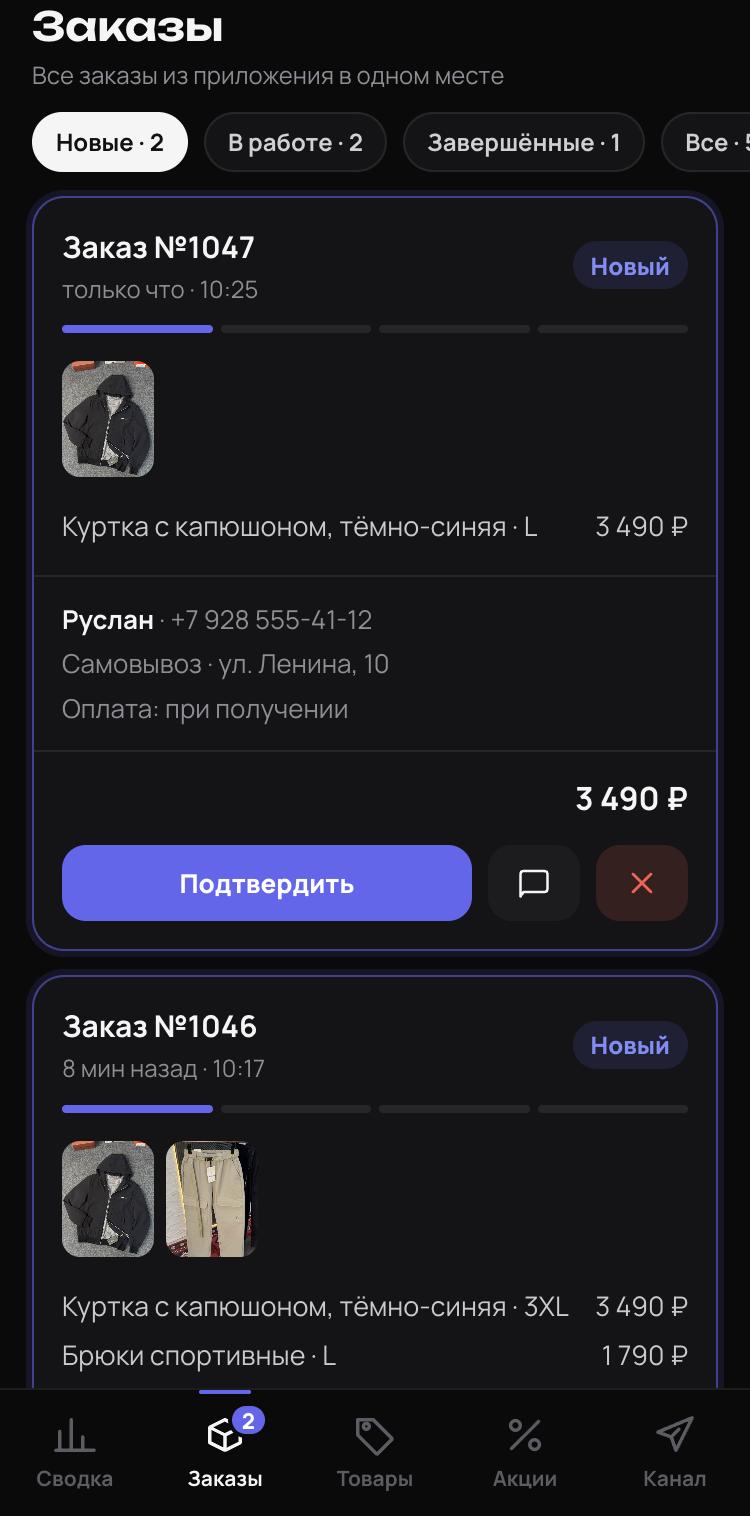 Заказы
Все заказы из приложения в одном месте
Новые · 2
В работе · 2
Завершённые · 1
Все · 5
Заказ №1047
Новый
только что · 10:25
Куртка с капюшоном, тёмно-синяя · L
3 490 ₽
Руслан · +7 928 555-41-12
Самовывоз · ул. Ленина, 10
Оплата: при получении
3 490 ₽
Подтвердить
Заказ №1046
Новый
8 мин назад · 10:17
Куртка с капюшоном, тёмно-синяя · 3XL
3 490 ₽
Брюки спортивные · L
1 790 ₽
2
Сводка
Заказы
Товары
Акции
Канал